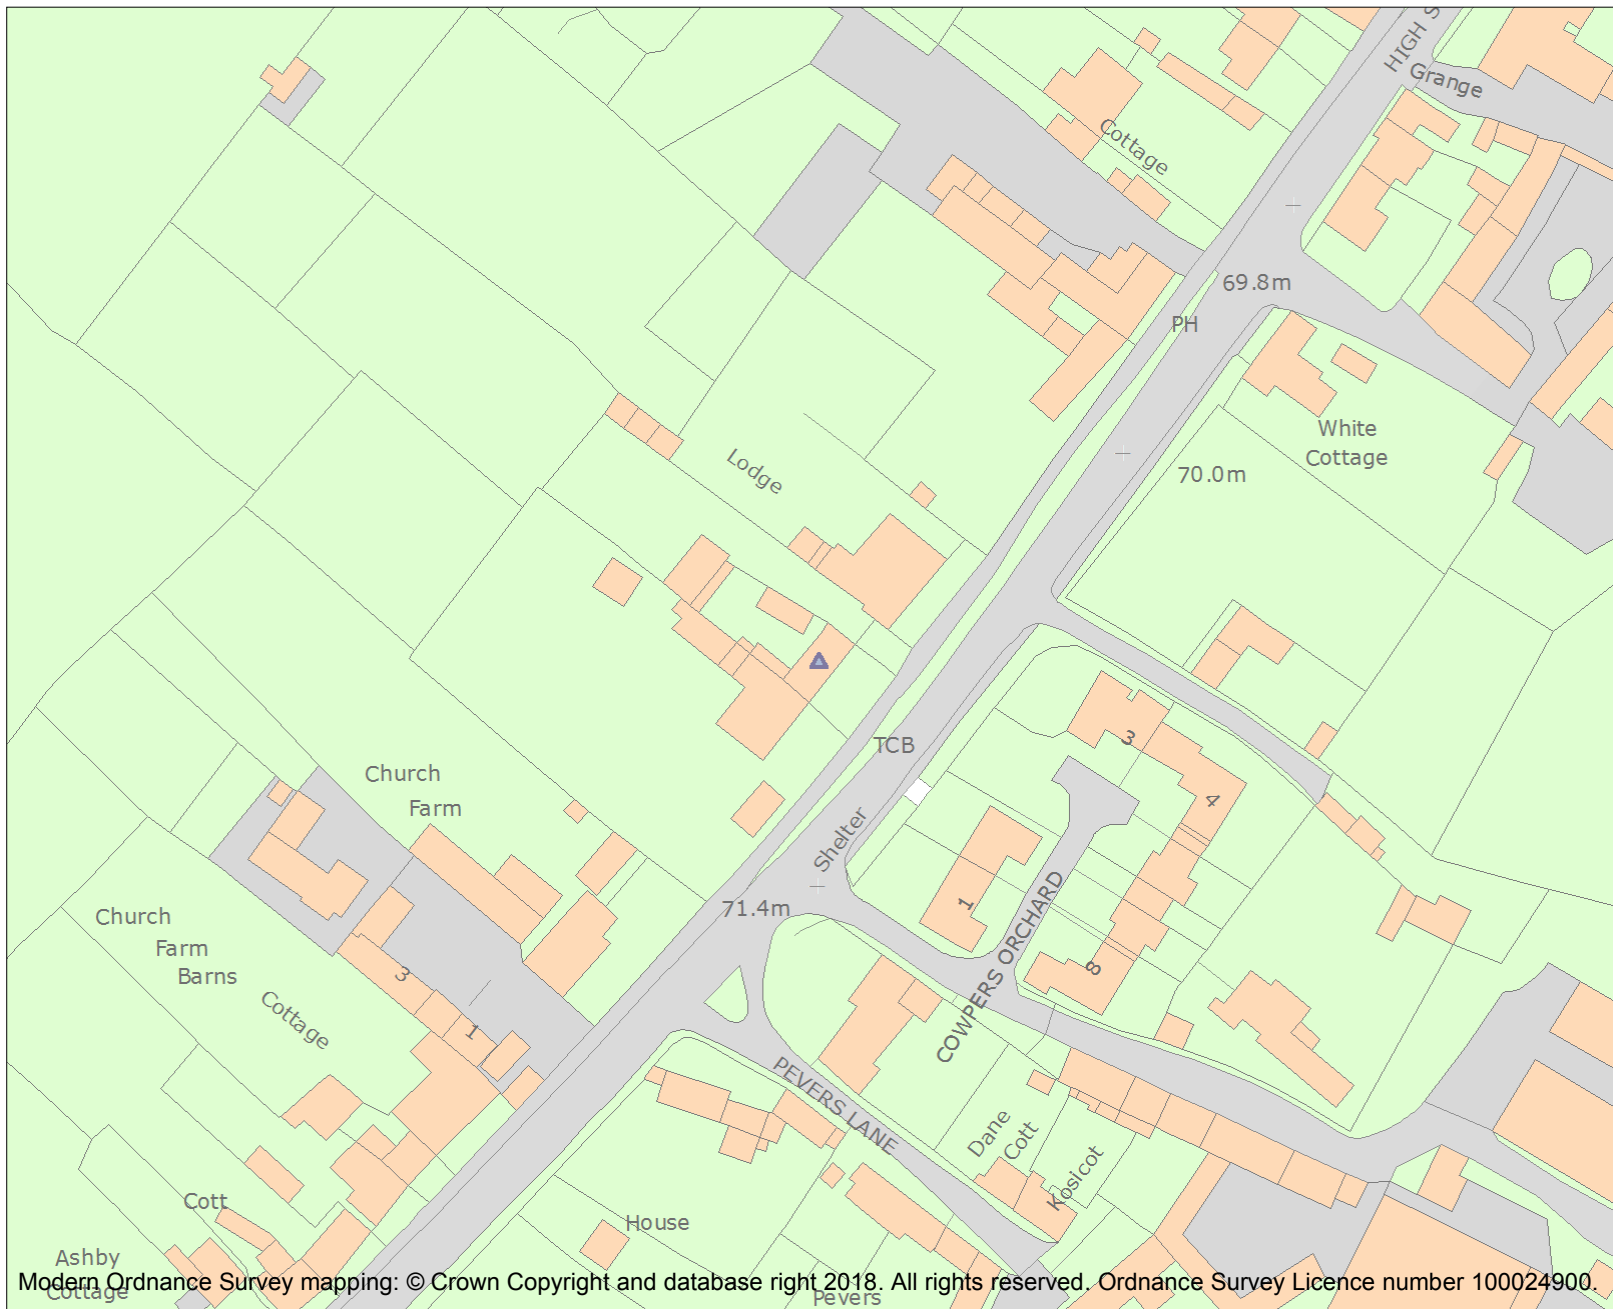 HIGH S
Grange
Cottage
69.8m
PH
White
Cottage
70.0m
Lodge
TCB
3
4
Church
Farm
Shelter
71.4m
1
COWPERS ORCHARD
8
Church
Farm
Barns
3
1
Cottage
PEVERS LANE
Dane
Cott
Kosicot
Cott
House
Ashby
Cottage
Pevers
Modern Ordnance Survey mapping: © Crown Copyright and database right 2018. All rights reserved. Ordnance Survey Licence number 100024900.